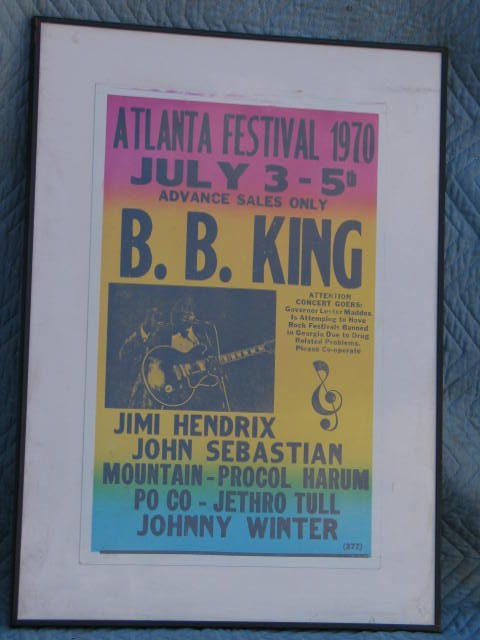 ATLANTA FESTIVAL 1970
JULY 3-5th
ADVANCE SALES ONLY
B. B. KING
ATTENTION
CONCERT GOERS:
Governor Lester Maddox
Is Attemping to Have
Rock Festivals Banned
in Georgia Due to Drug
Related Problems.
Please Co-operate
JIMI HENDRIX
JOHN SEBASTIAN
MOUNTAIN - PROCOL HARUM
PO CO - JETHRO TULL
JOHNNY WINTER
(377)